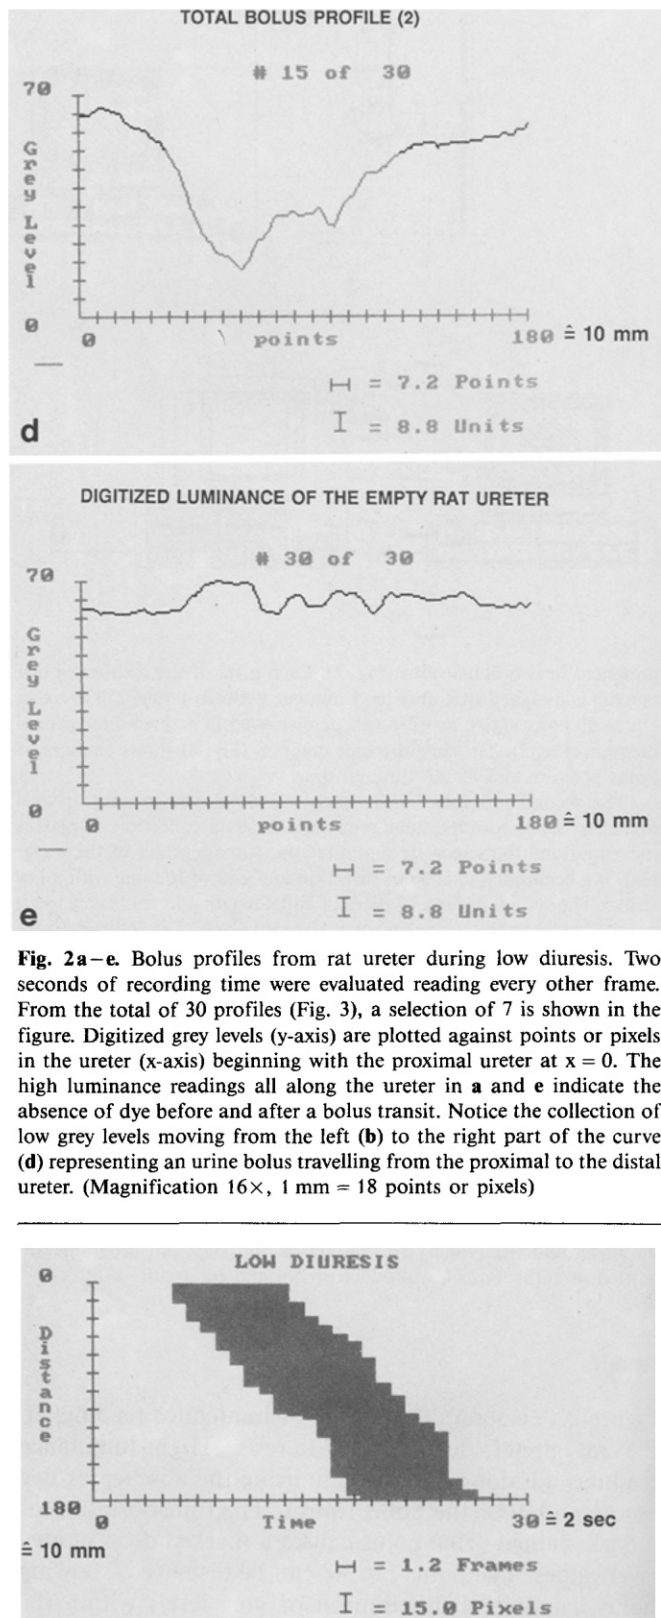 TOTAL BOLUS PROFILE (2)
# 15 of 30
70
Grey Level
0
0 points 180 ≙ 10 mm
= 7.2 Points
= 8.8 Units
d
DIGITIZED LUMINANCE OF THE EMPTY RAT URETER
# 30 of 30
70
Grey Level
0
0 points 180 ≙ 10 mm
= 7.2 Points
= 8.8 Units
e
Fig. 2a–e. Bolus profiles from rat ureter during low diuresis. Two
seconds of recording time were evaluated reading every other frame.
From the total of 30 profiles (Fig. 3), a selection of 7 is shown in the
figure. Digitized grey levels (y-axis) are plotted against points or pixels
in the ureter (x-axis) beginning with the proximal ureter at x = 0. The
high luminance readings all along the ureter in a and e indicate the
absence of dye before and after a bolus transit. Notice the collection of
low grey levels moving from the left (b) to the right part of the curve
(d) representing an urine bolus travelling from the proximal to the distal
ureter. (Magnification 16×, 1 mm = 18 points or pixels)
LOW DIURESIS
0
Distance
180
0 Time 30 ≙ 2 sec
≙ 10 mm
= 1.2 Frames
= 15.0 Pixels